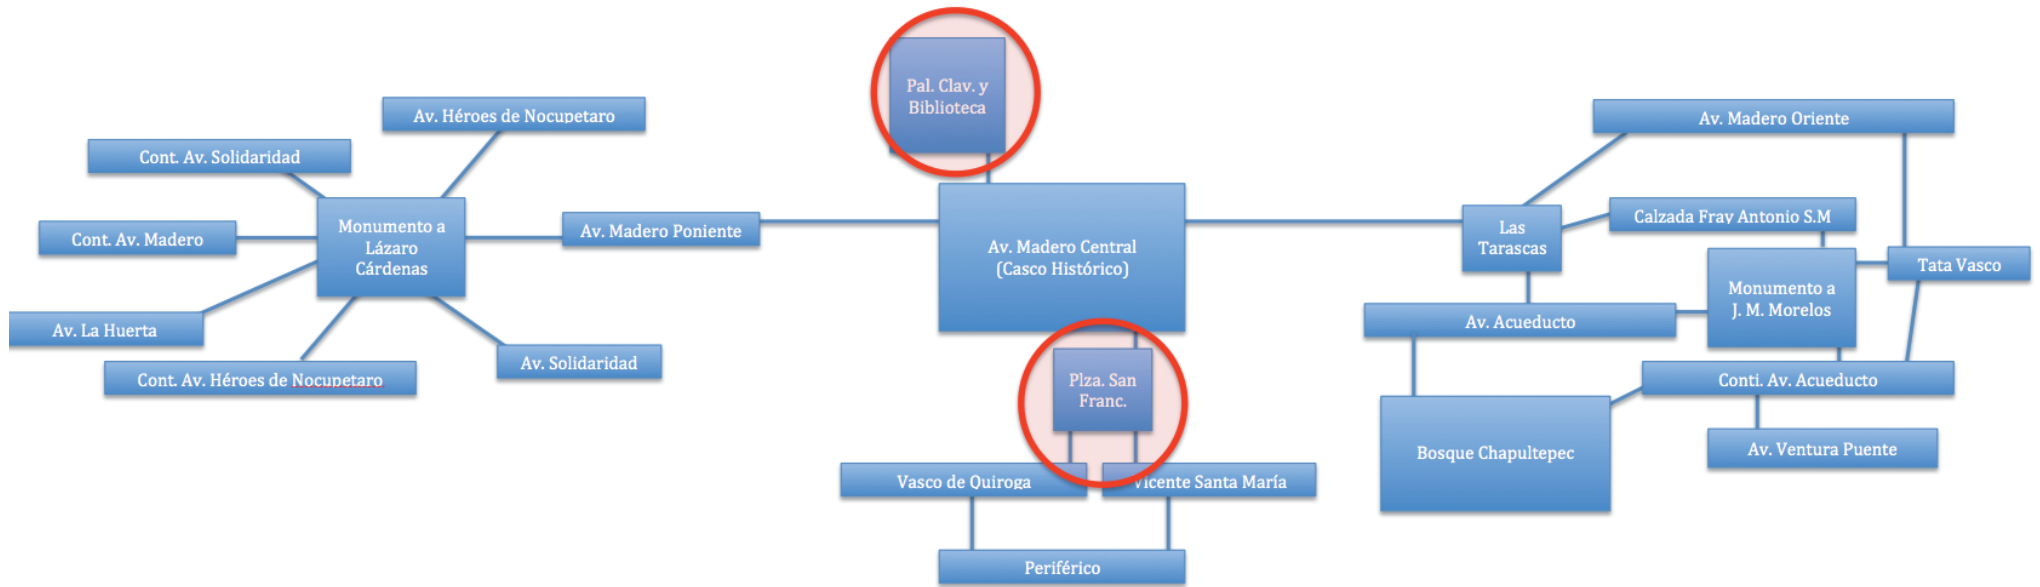 Pal. Clav. y
Biblioteca
Av. Héroes de Nocupetaro
Cont. Av. Solidaridad
Cont. Av. Madero
Monumento a
Lázaro
Cárdenas
Av. Madero Poniente
Av. La Huerta
Cont. Av. Héroes de Nocupetaro
Av. Solidaridad
Av. Madero Central
(Casco Histórico)
Plza. San
Franc.
Vasco de Quiroga
Vicente Santa María
Periférico
Av. Madero Oriente
Las
Tarascas
Calzada Fray Antonio S.M
Tata Vasco
Monumento a
J. M. Morelos
Av. Acueducto
Conti. Av. Acueducto
Bosque Chapultepec
Av. Ventura Puente